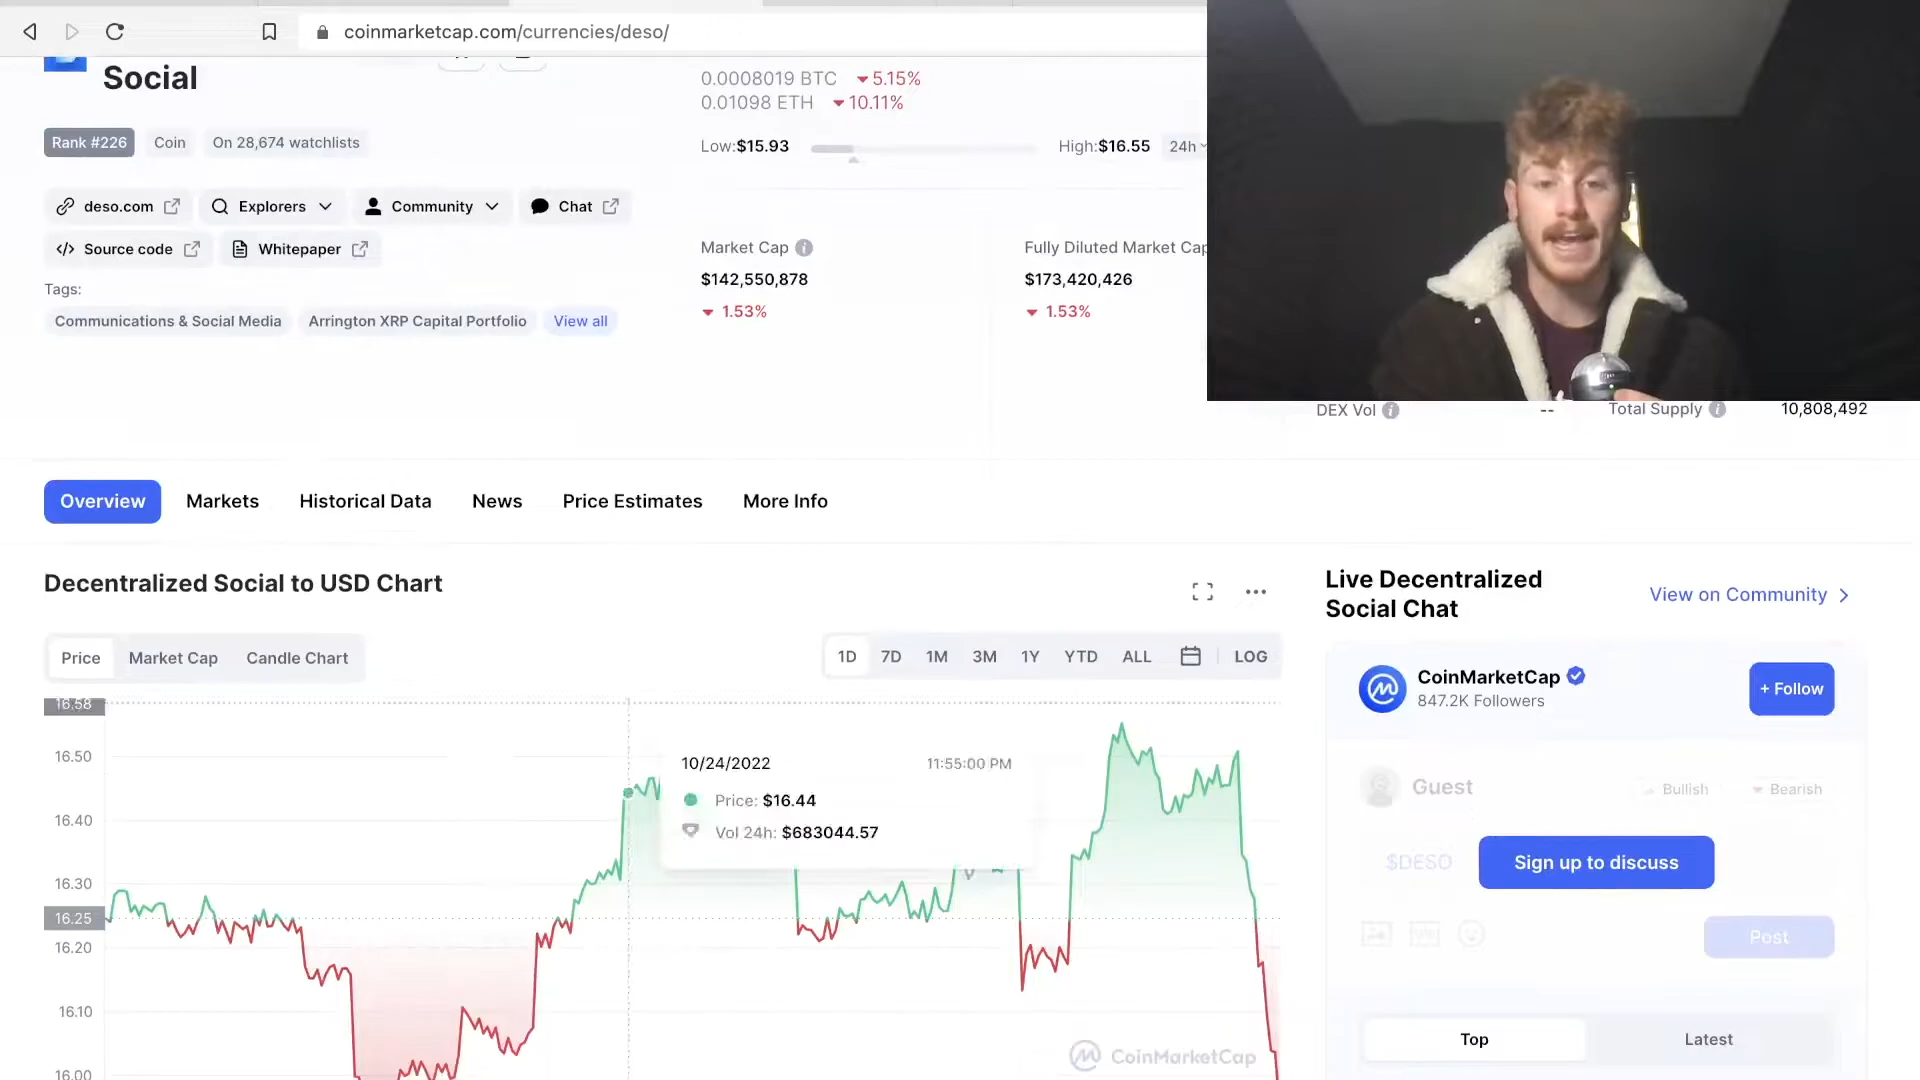 coinmarketcap.com/currencies/deso/
Social
0.0008019 BTC 5.15%
0.01098 ETH 10.11%
Rank #226 Coin On 28,674 watchlists
Low:$15.93 High:$16.55 24h
deso.com Explorers Community Chat
Source code Whitepaper
Market Cap
$142,550,878
1.53%
Fully Diluted Market Cap
$173,420,426
1.53%
Tags:
Communications & Social Media Arrington XRP Capital Portfolio View all
DEX Vol -- Total Supply 10,808,492
Overview Markets Historical Data News Price Estimates More Info
Decentralized Social to USD Chart
Price Market Cap Candle Chart
1D 7D 1M 3M 1Y YTD ALL LOG
16.58
16.50
16.40
16.30
16.25
16.20
16.10
16.00
10/24/2022 11:55:00 PM
Price: $16.44
Vol 24h: $683044.57
CoinMarketCap
Live Decentralized
Social Chat
View on Community
CoinMarketCap
847.2K Followers
+ Follow
Guest Bullish Bearish
$DESO Sign up to discuss
Post
Top Latest